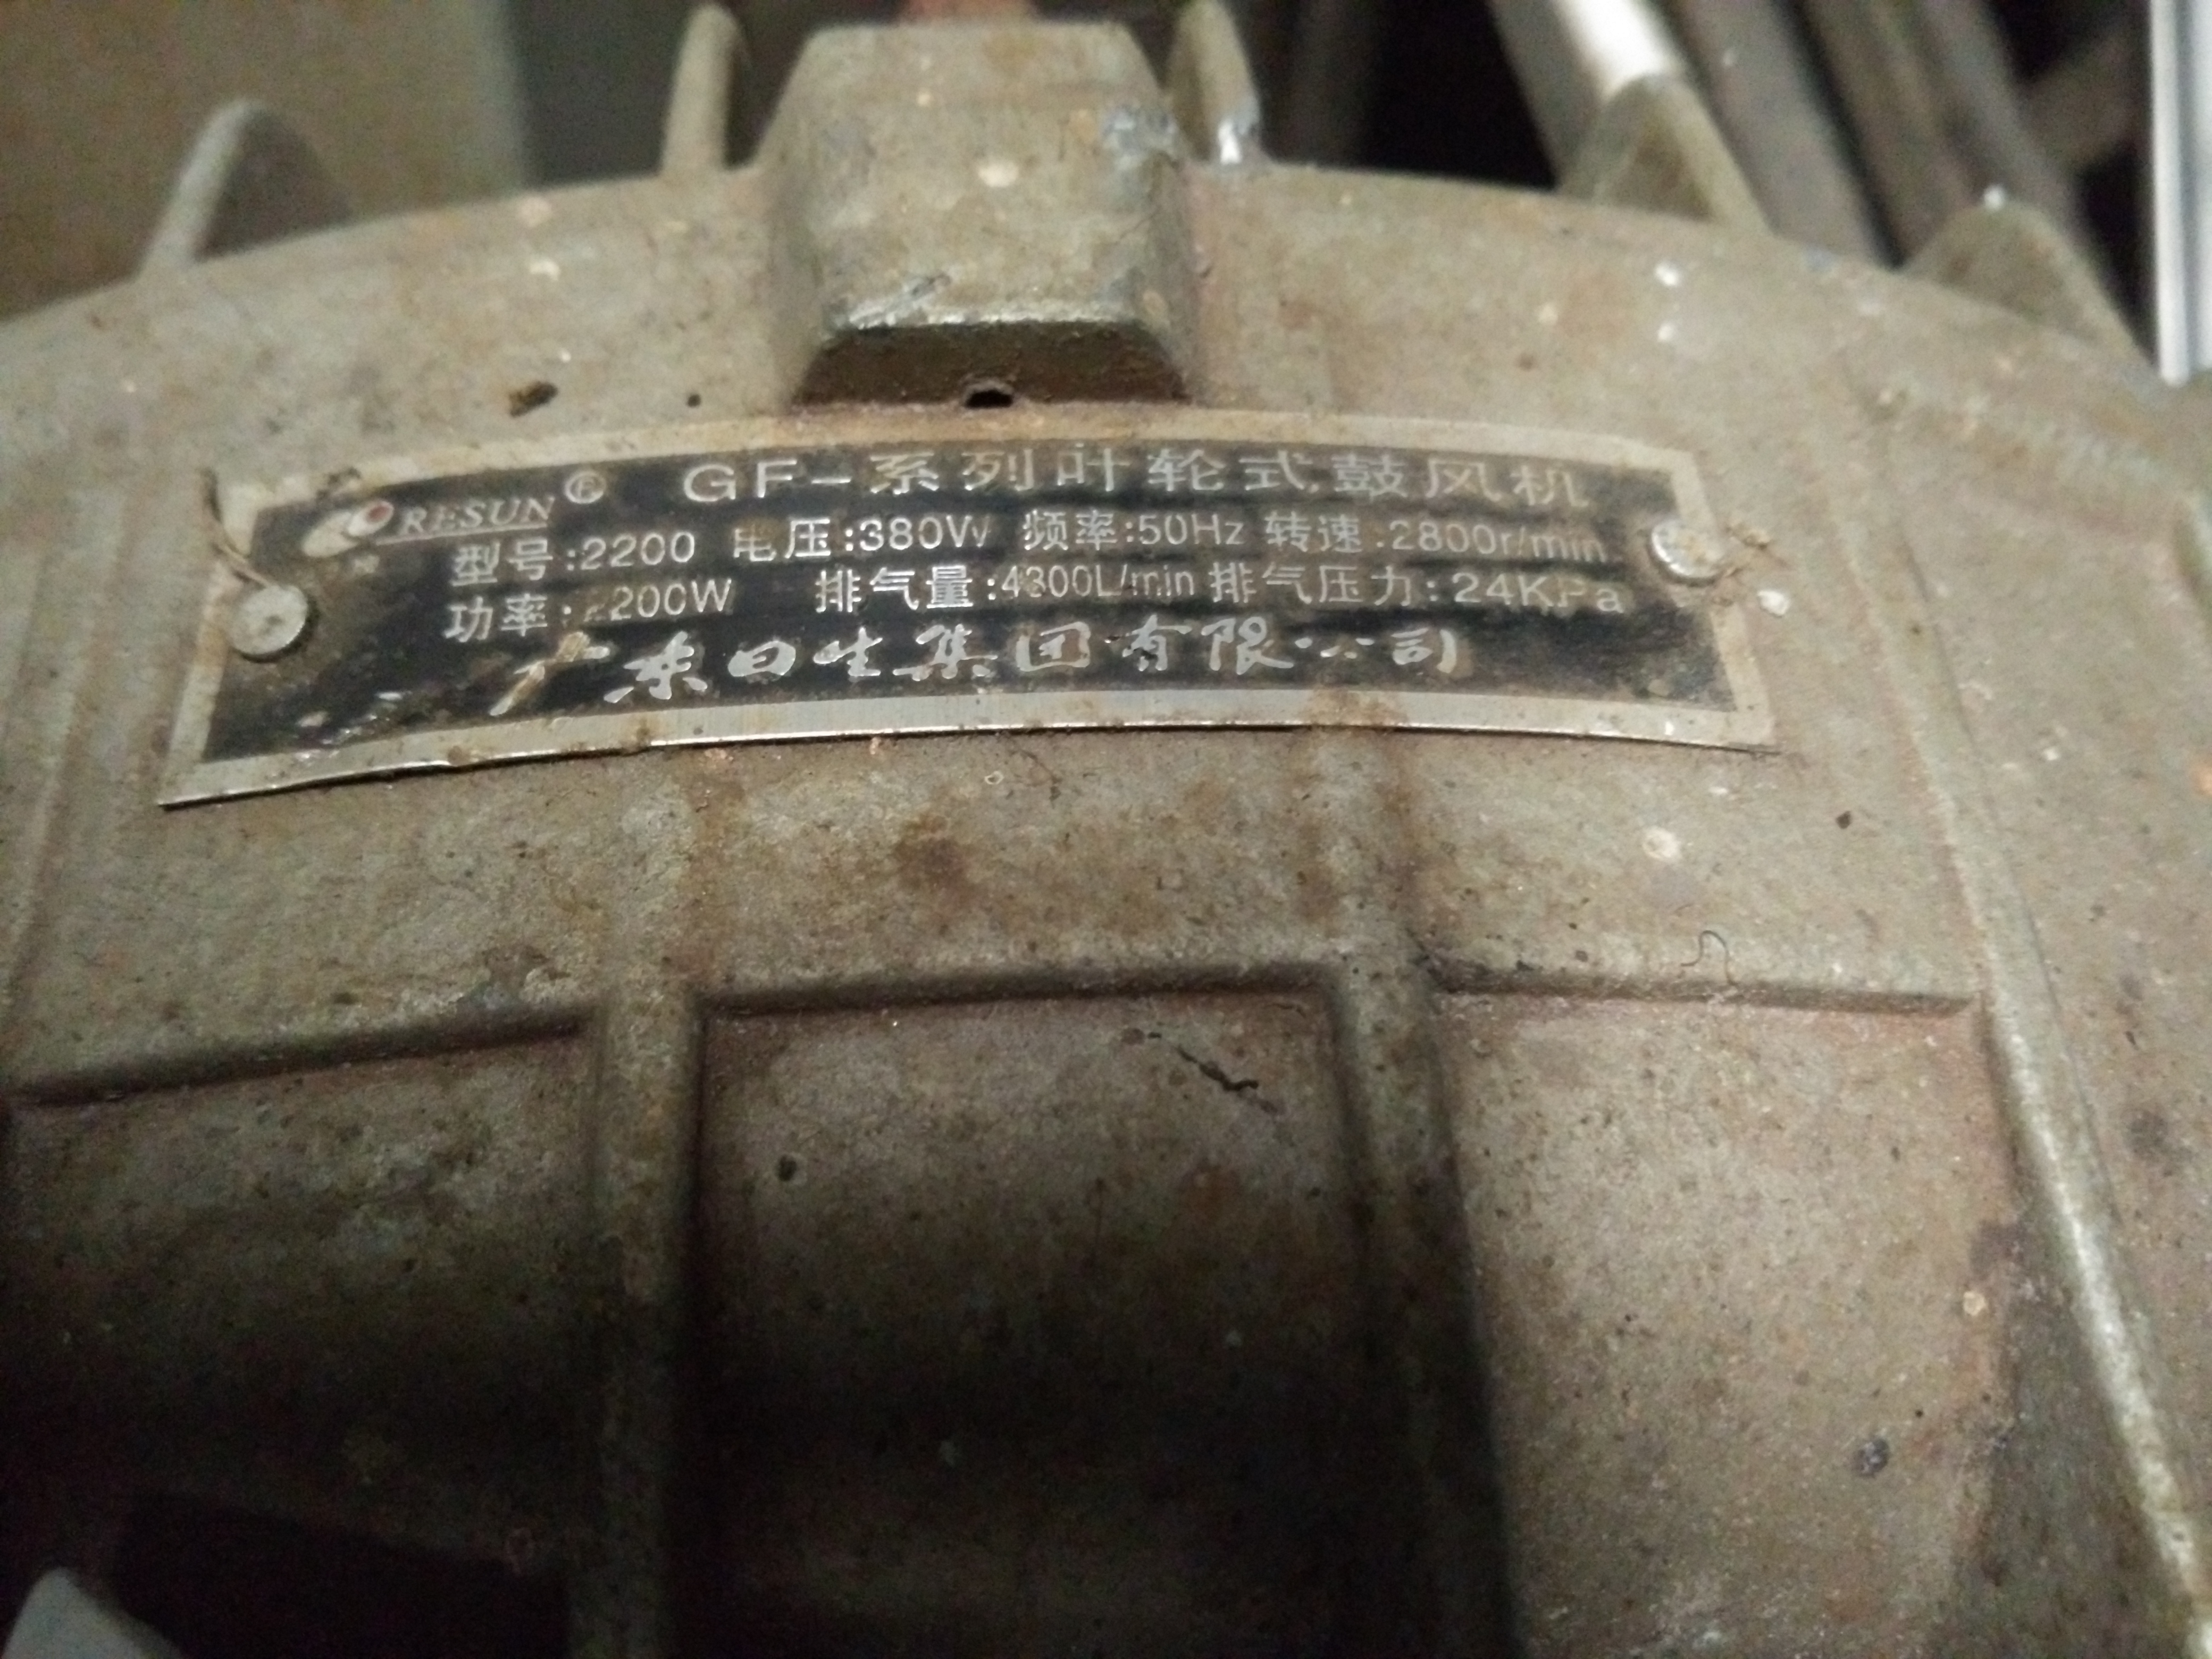 RESUN® GF-系列叶轮式鼓风机
型号:2200 电压:380W 频率:50Hz 转速:2800r/min
功率: 200W 排气量:4300L/min 排气压力:24KPa
广东日生集团有限公司